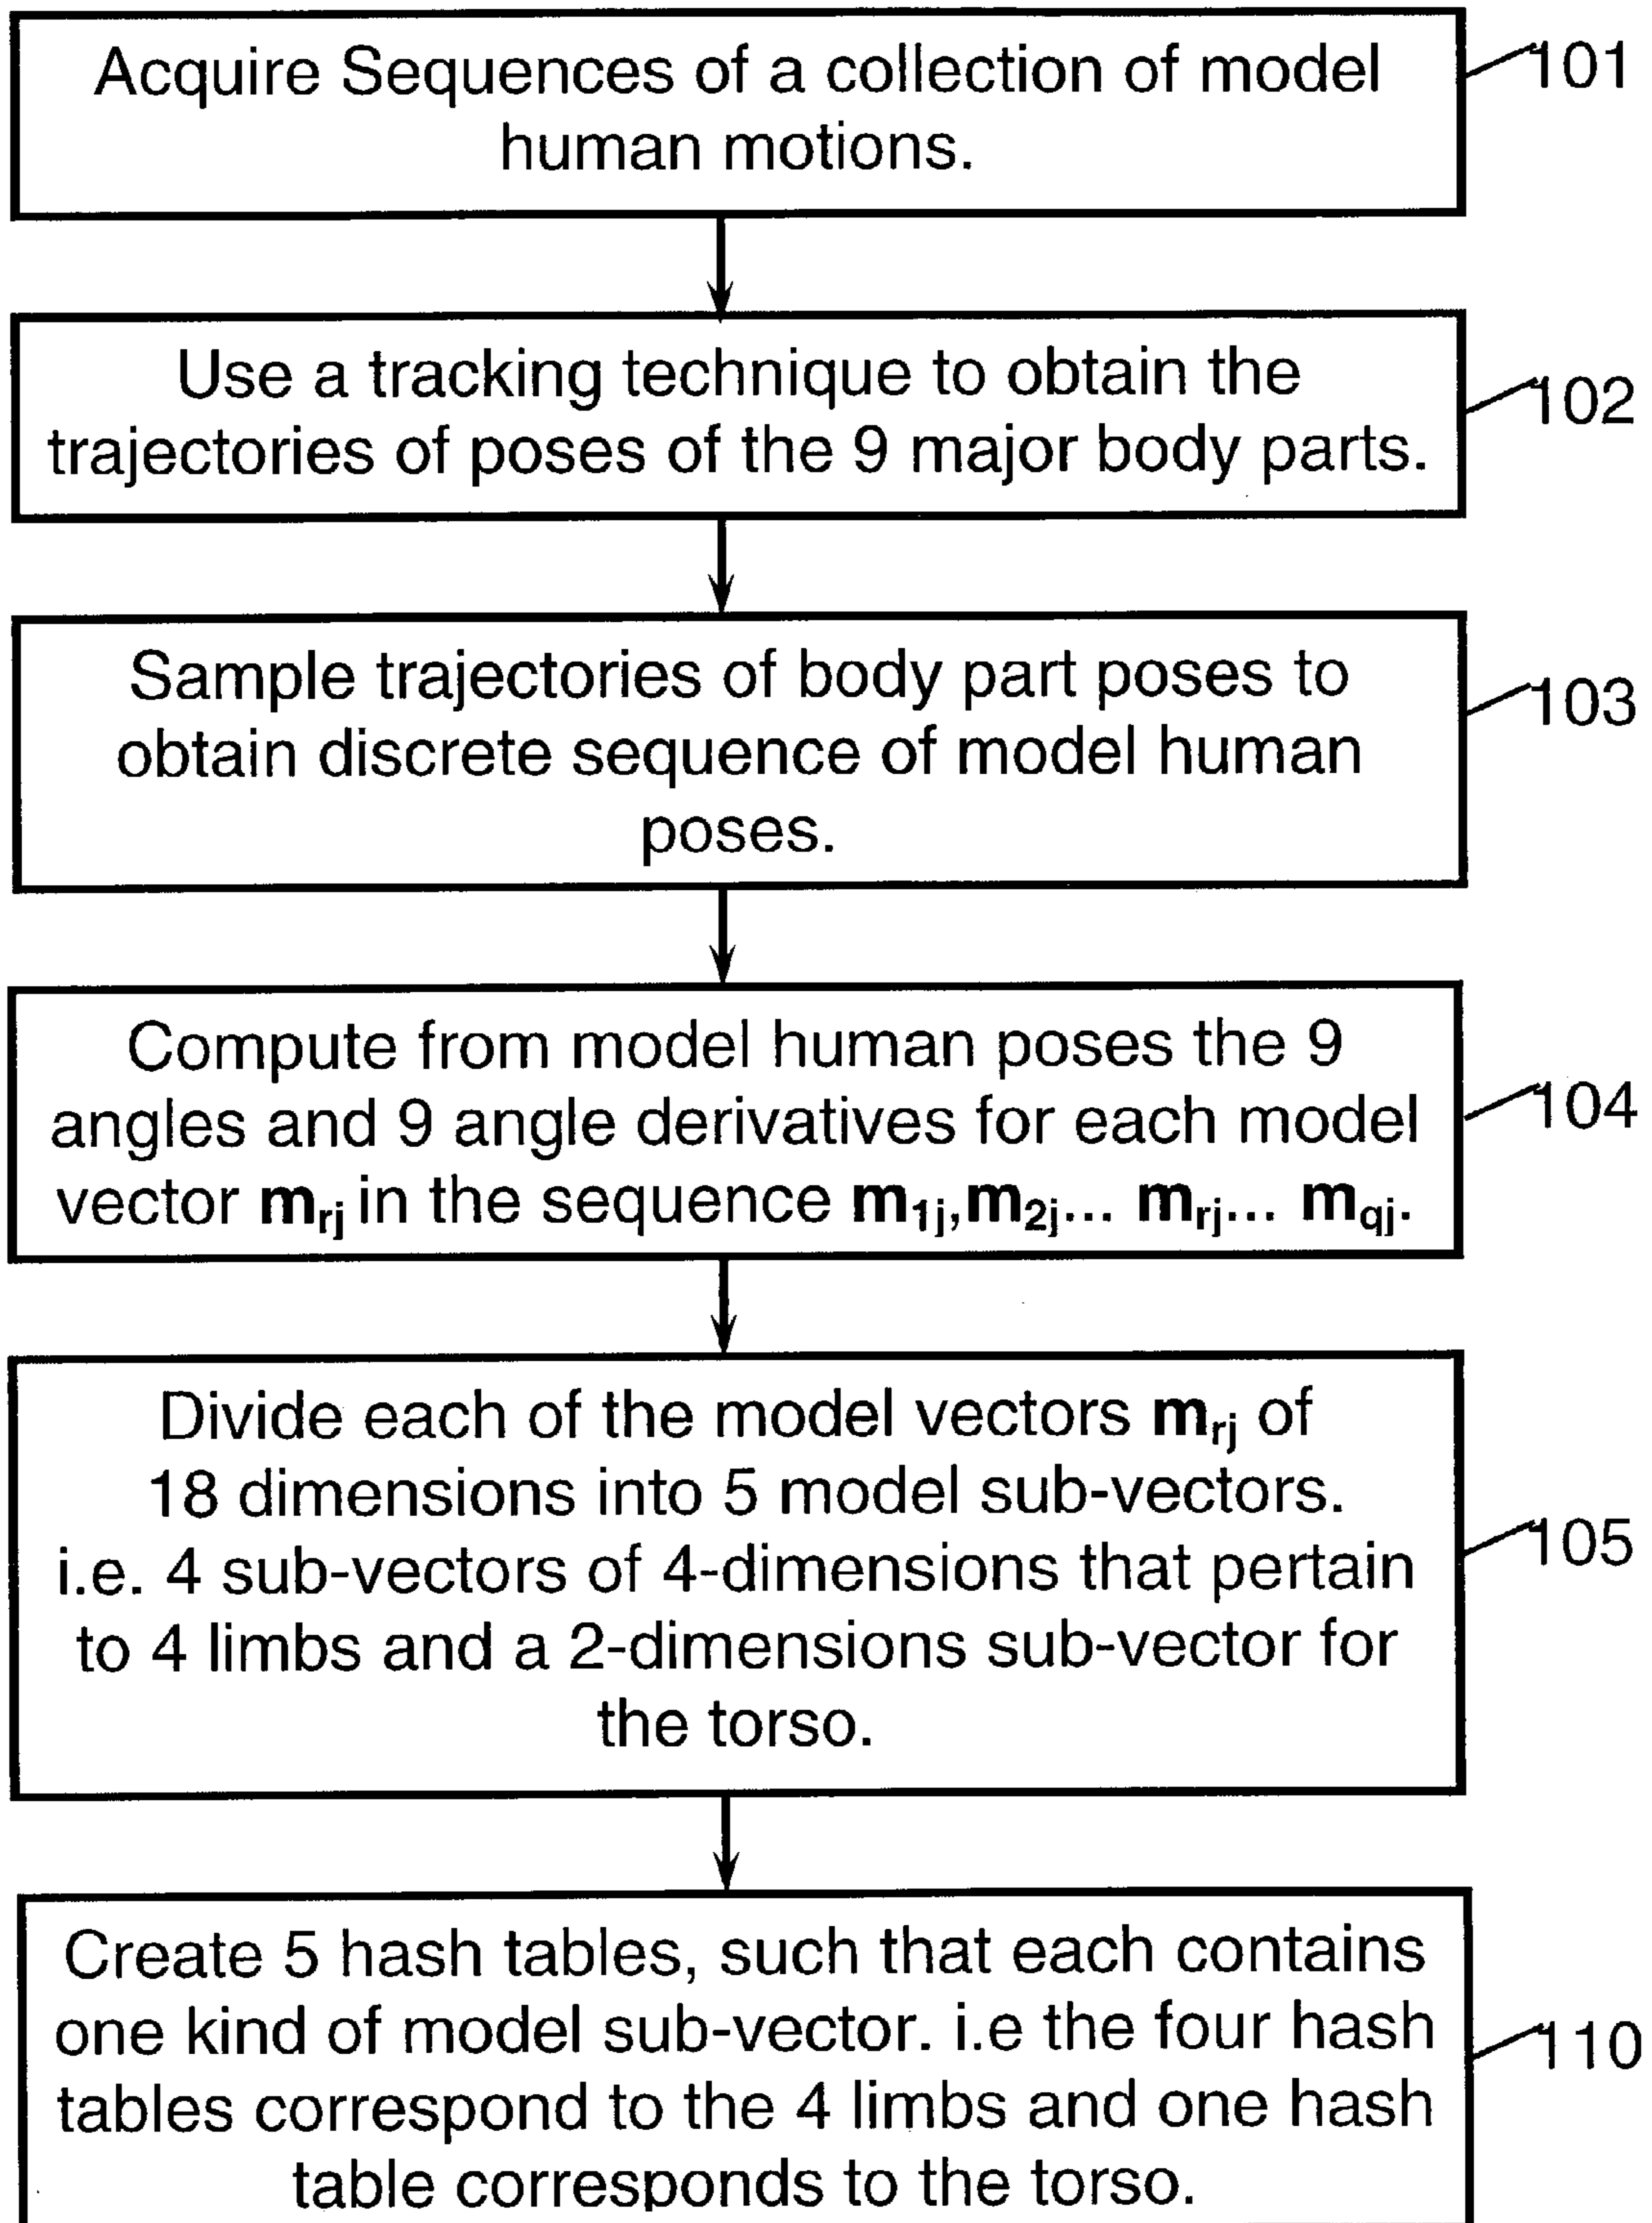 Acquire Sequences of a collection of model
human motions.
101
Use a tracking technique to obtain the
trajectories of poses of the 9 major body parts.
102
Sample trajectories of body part poses to
obtain discrete sequence of model human
poses.
103
Compute from model human poses the 9
angles and 9 angle derivatives for each model
vector mrj in the sequence m1j,m2j... mrj... mqj.
104
Divide each of the model vectors mrj of
18 dimensions into 5 model sub-vectors.
i.e. 4 sub-vectors of 4-dimensions that pertain
to 4 limbs and a 2-dimensions sub-vector for
the torso.
105
Create 5 hash tables, such that each contains
one kind of model sub-vector. i.e the four hash
tables correspond to the 4 limbs and one hash
table corresponds to the torso.
110